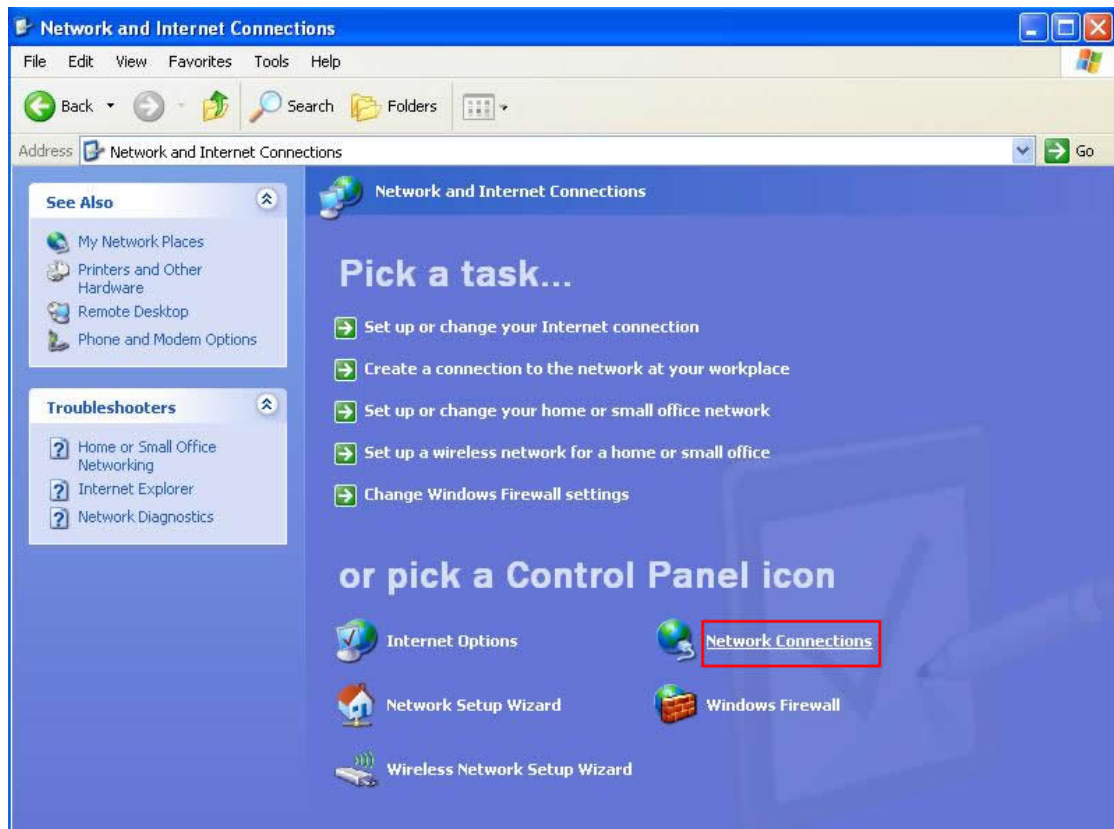 Network and Internet Connections
File Edit View Favorites Tools Help
Back Search Folders
Address Network and Internet Connections Go
See Also
My Network Places
Printers and Other
Hardware
Remote Desktop
Phone and Modem Options
Troubleshooters
Home or Small Office
Networking
Internet Explorer
Network Diagnostics
Network and Internet Connections
Pick a task...
Set up or change your Internet connection
Create a connection to the network at your workplace
Set up or change your home or small office network
Set up a wireless network for a home or small office
Change Windows Firewall settings
or pick a Control Panel icon
Internet Options
Network Connections
Network Setup Wizard
Windows Firewall
Wireless Network Setup Wizard